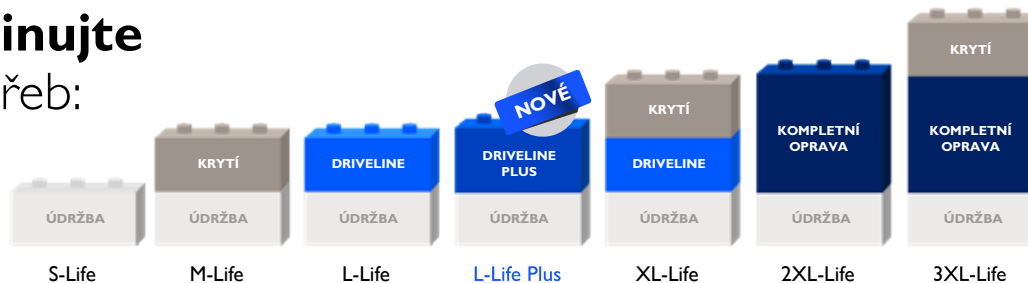 inujte
řeb:
NOVÉ
KRYTÍ
KRYTÍ
KRYTÍ
DRIVELINE
DRIVELINE
PLUS
DRIVELINE
KOMPLETNÍ
OPRAVA
KOMPLETNÍ
OPRAVA
ÚDRŽBA
ÚDRŽBA
ÚDRŽBA
ÚDRŽBA
ÚDRŽBA
ÚDRŽBA
ÚDRŽBA
S-Life
M-Life
L-Life
L-Life Plus
XL-Life
2XL-Life
3XL-Life